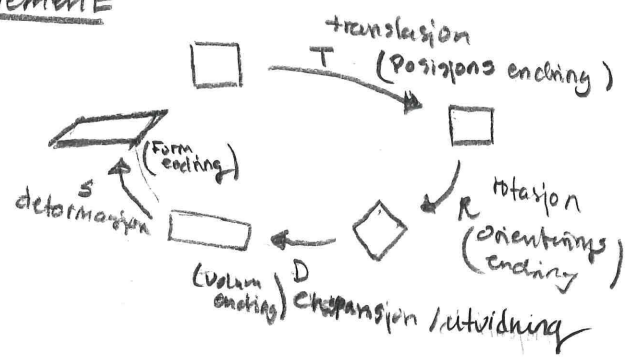 translasjon
T (Posisjons endring)
rotasjon
R
(orienterings
endring)
D
(volum
endring) ekspansjon / utvidning
(Form
endring)
S
deformasjon